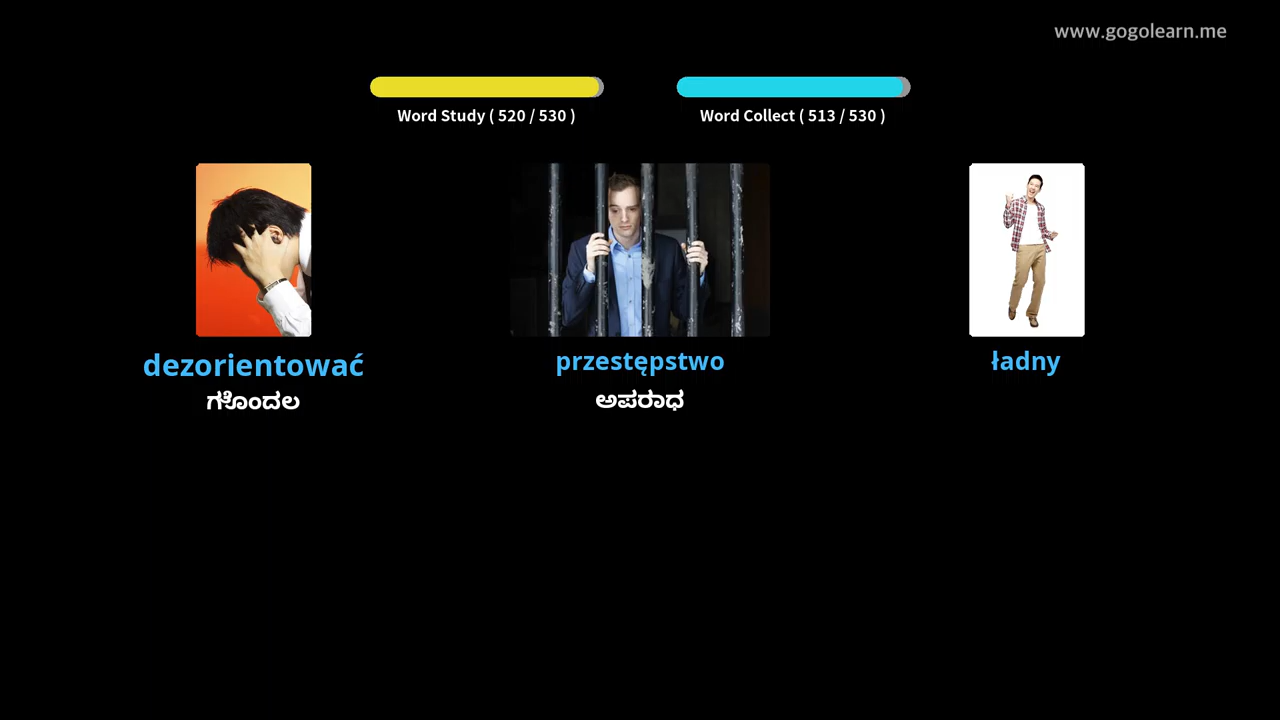 www.gogolearn.me
Word Study ( 520 / 530 )
Word Collect ( 513 / 530 )
dezorientować
ಗೊಂದಲ
przestępstwo
ಅಪರಾಧ
ładny